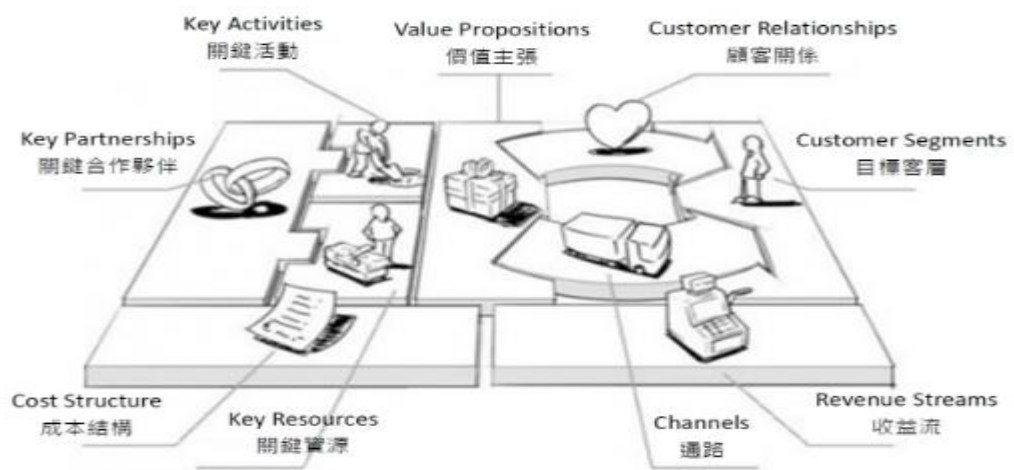 Key Activities
關鍵活動
Value Propositions
價值主張
Customer Relationships
顧客關係
Key Partnerships
關鍵合作夥伴
Customer Segments
目標客層
Cost Structure
成本結構
Key Resources
關鍵資源
Channels
通路
Revenue Streams
收益流